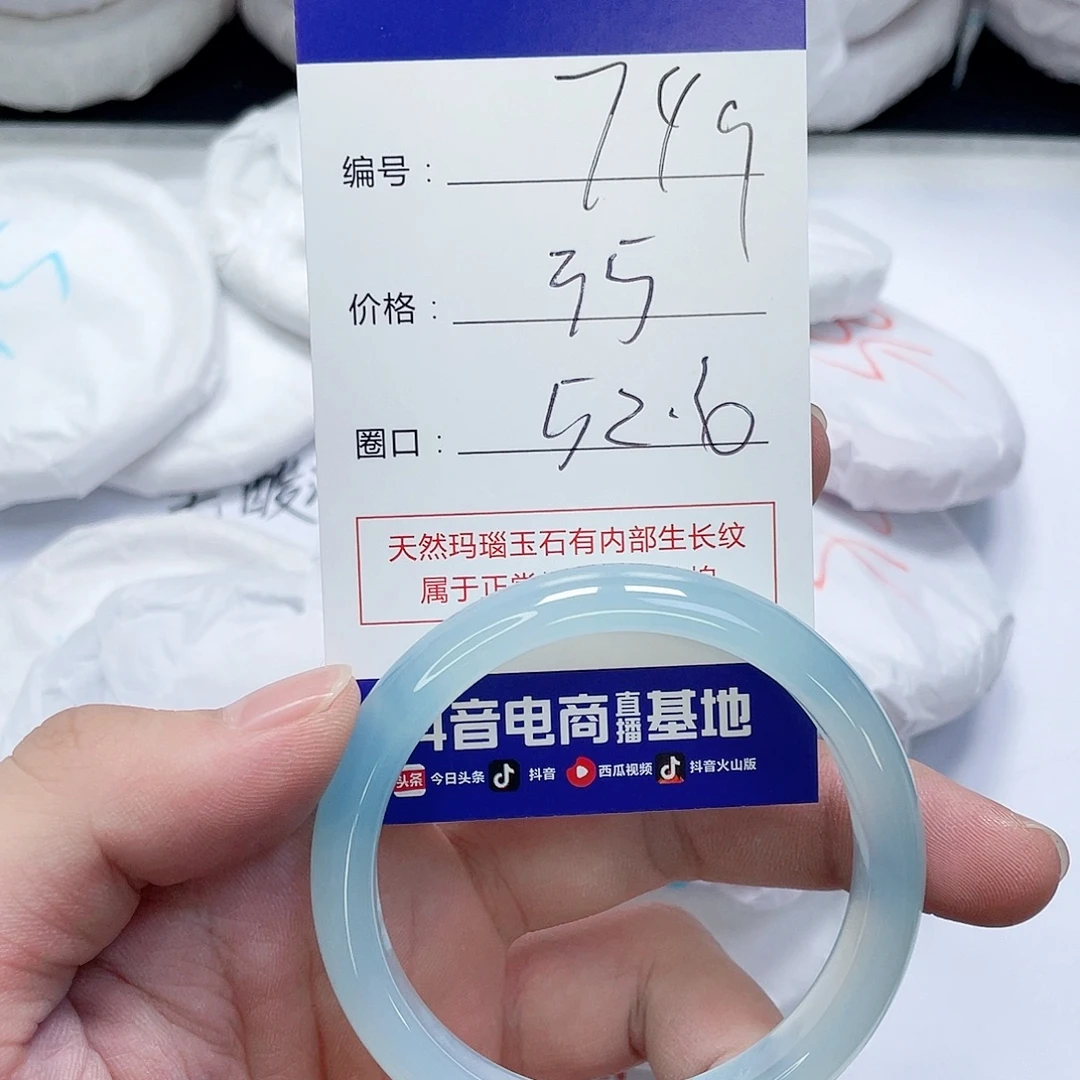 编号：749
价格：35
圈口：52.6
天然玛瑙玉石有内部生长纹
属于正常
音电商直播基地
头条 今日头条 抖音 西瓜视频 抖音火山版